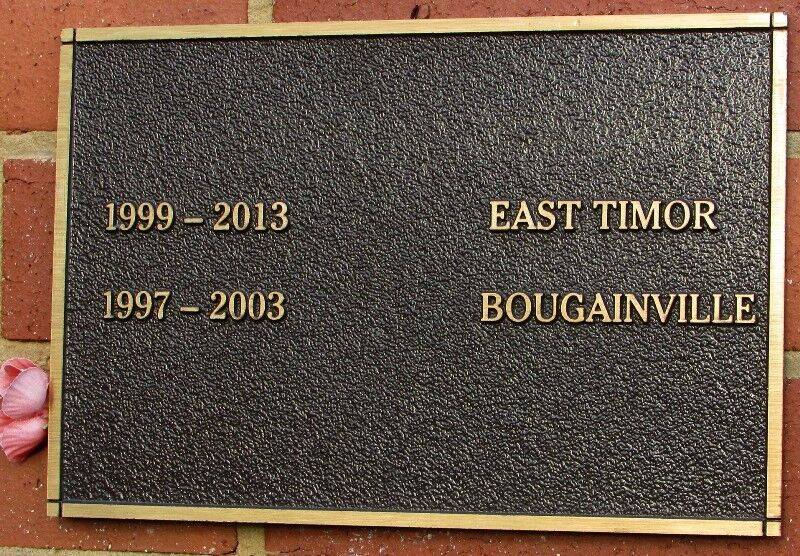 1999 – 2013 EAST TIMOR
1997 – 2003 BOUGAINVILLE